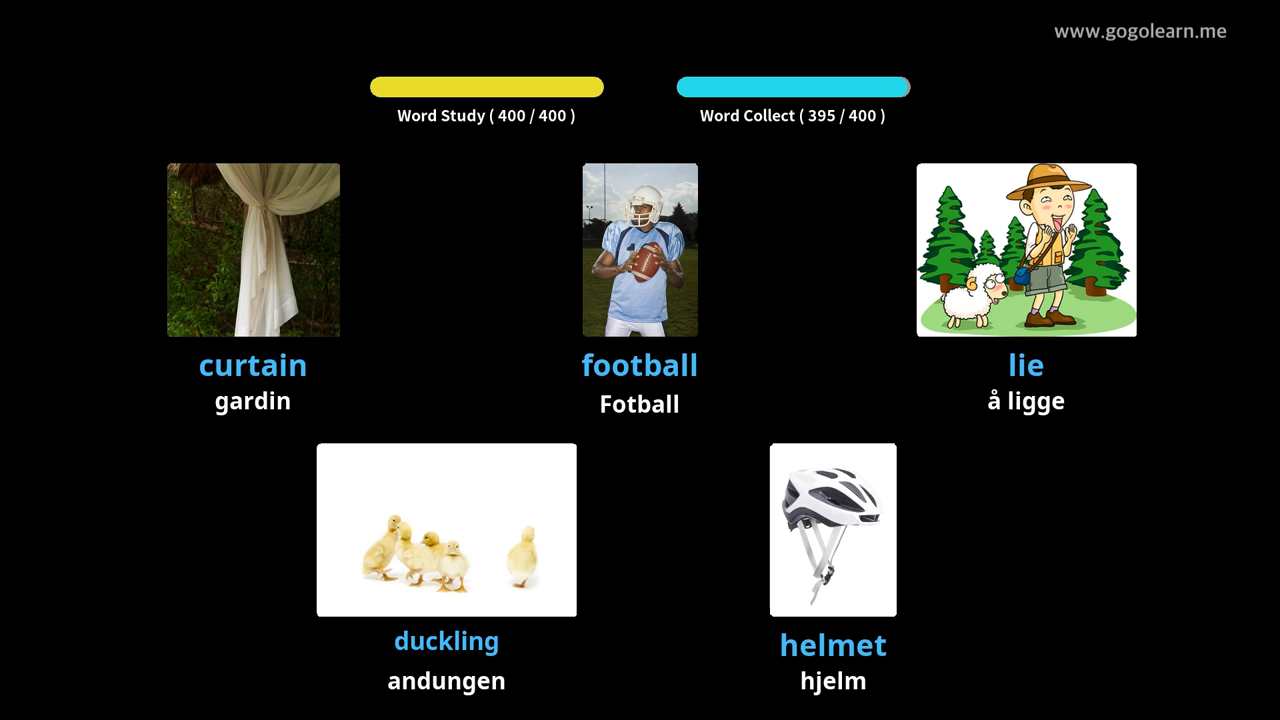 www.gogolearn.me
Word Study ( 400 / 400 )
Word Collect ( 395 / 400 )
curtain
gardin
football
Fotball
lie
å ligge
duckling
andungen
helmet
hjelm